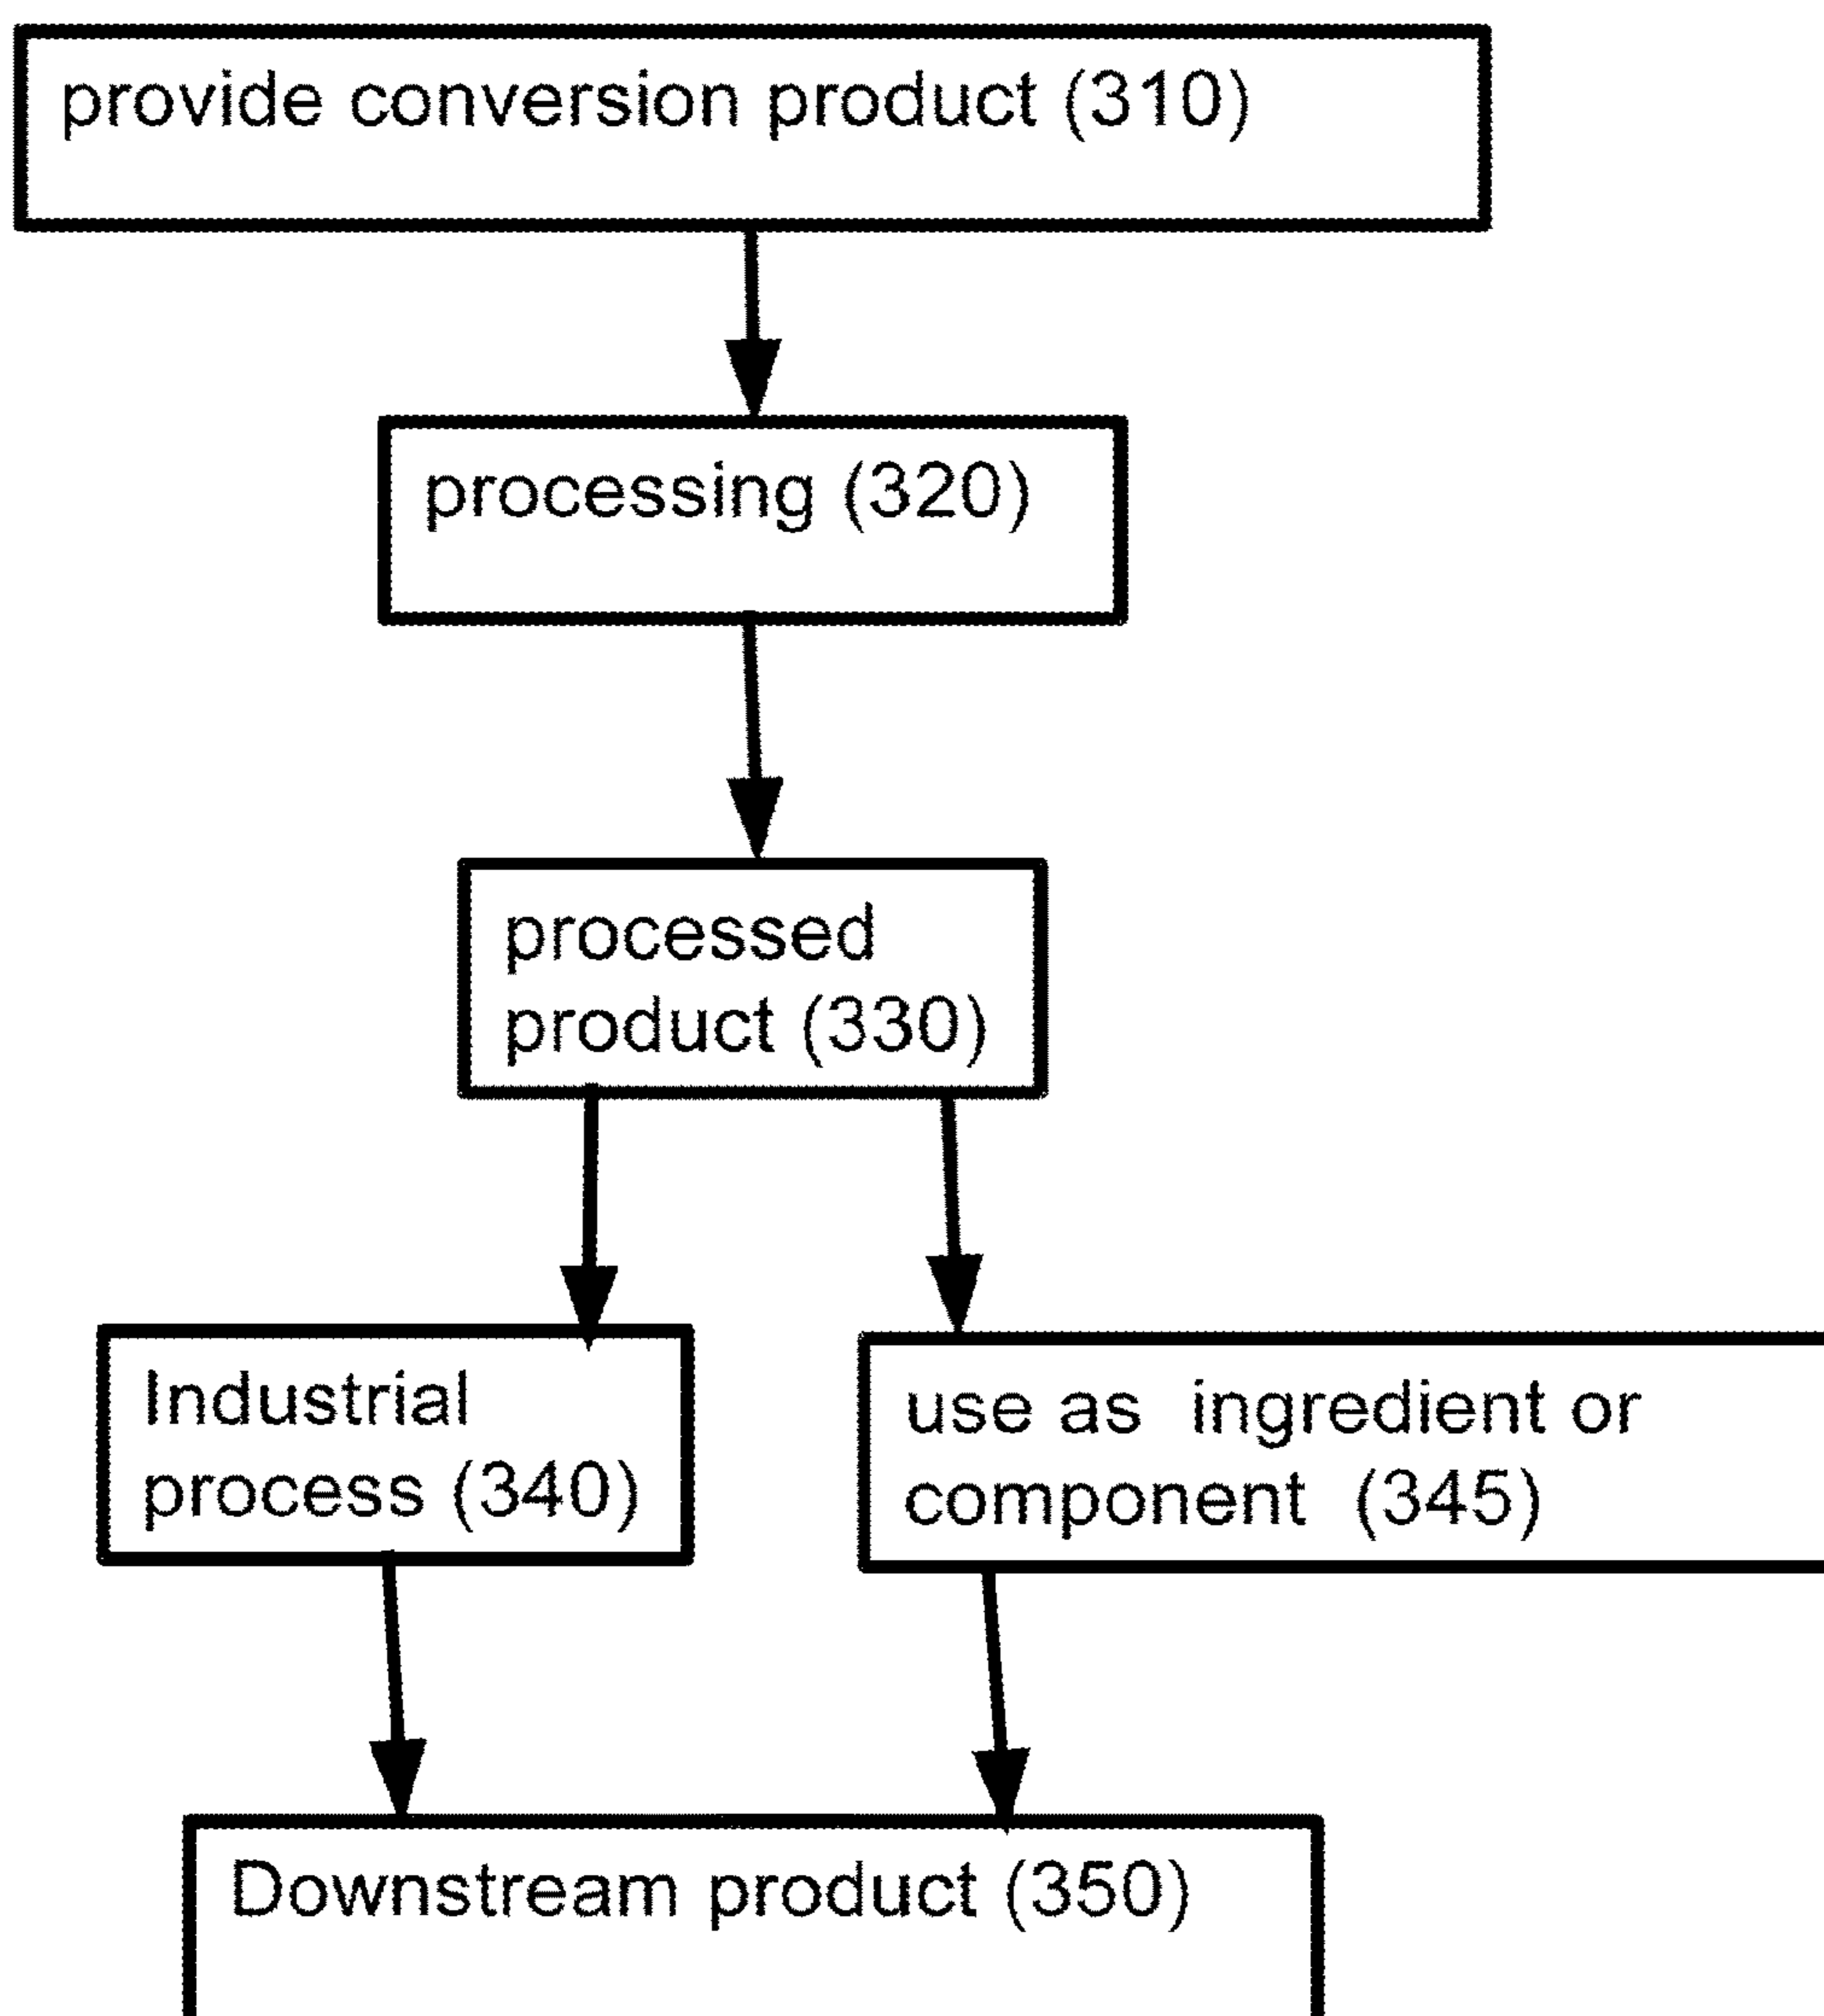 provide conversion product (310)
processing (320)
processed
product (330)
Industrial
process (340)
use as ingredient or
component (345)
Downstream product (350)